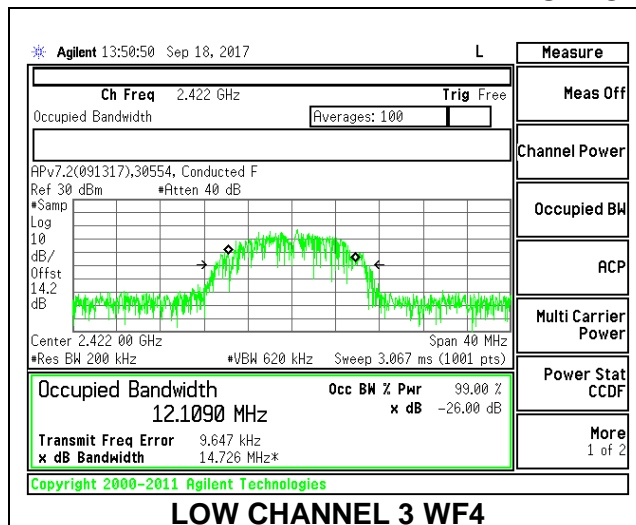 Agilent 13:50:50 Sep 18, 2017 L
Measure
Ch Freq 2.422 GHz Trig Free
Occupied Bandwidth Averages: 100
Meas Off
Channel Power
Occupied BW
ACP
Multi Carrier
Power
Power Stat
CCDF
More
1 of 2
APv7.2(091317),30554, Conducted F
Ref 30 dBm #Atten 40 dB
#Samp
Log
10
dB/
Offst
14.2
dB
Center 2.422 00 GHz Span 40 MHz
#Res BW 200 kHz #VBW 620 kHz Sweep 3.067 ms (1001 pts)
Occupied Bandwidth
12.1090 MHz
Occ BW % Pwr 99.00 %
x dB -26.00 dB
Transmit Freq Error 9.647 kHz
x dB Bandwidth 14.726 MHz*
Copyright 2000-2011 Agilent Technologies
LOW CHANNEL 3 WF4